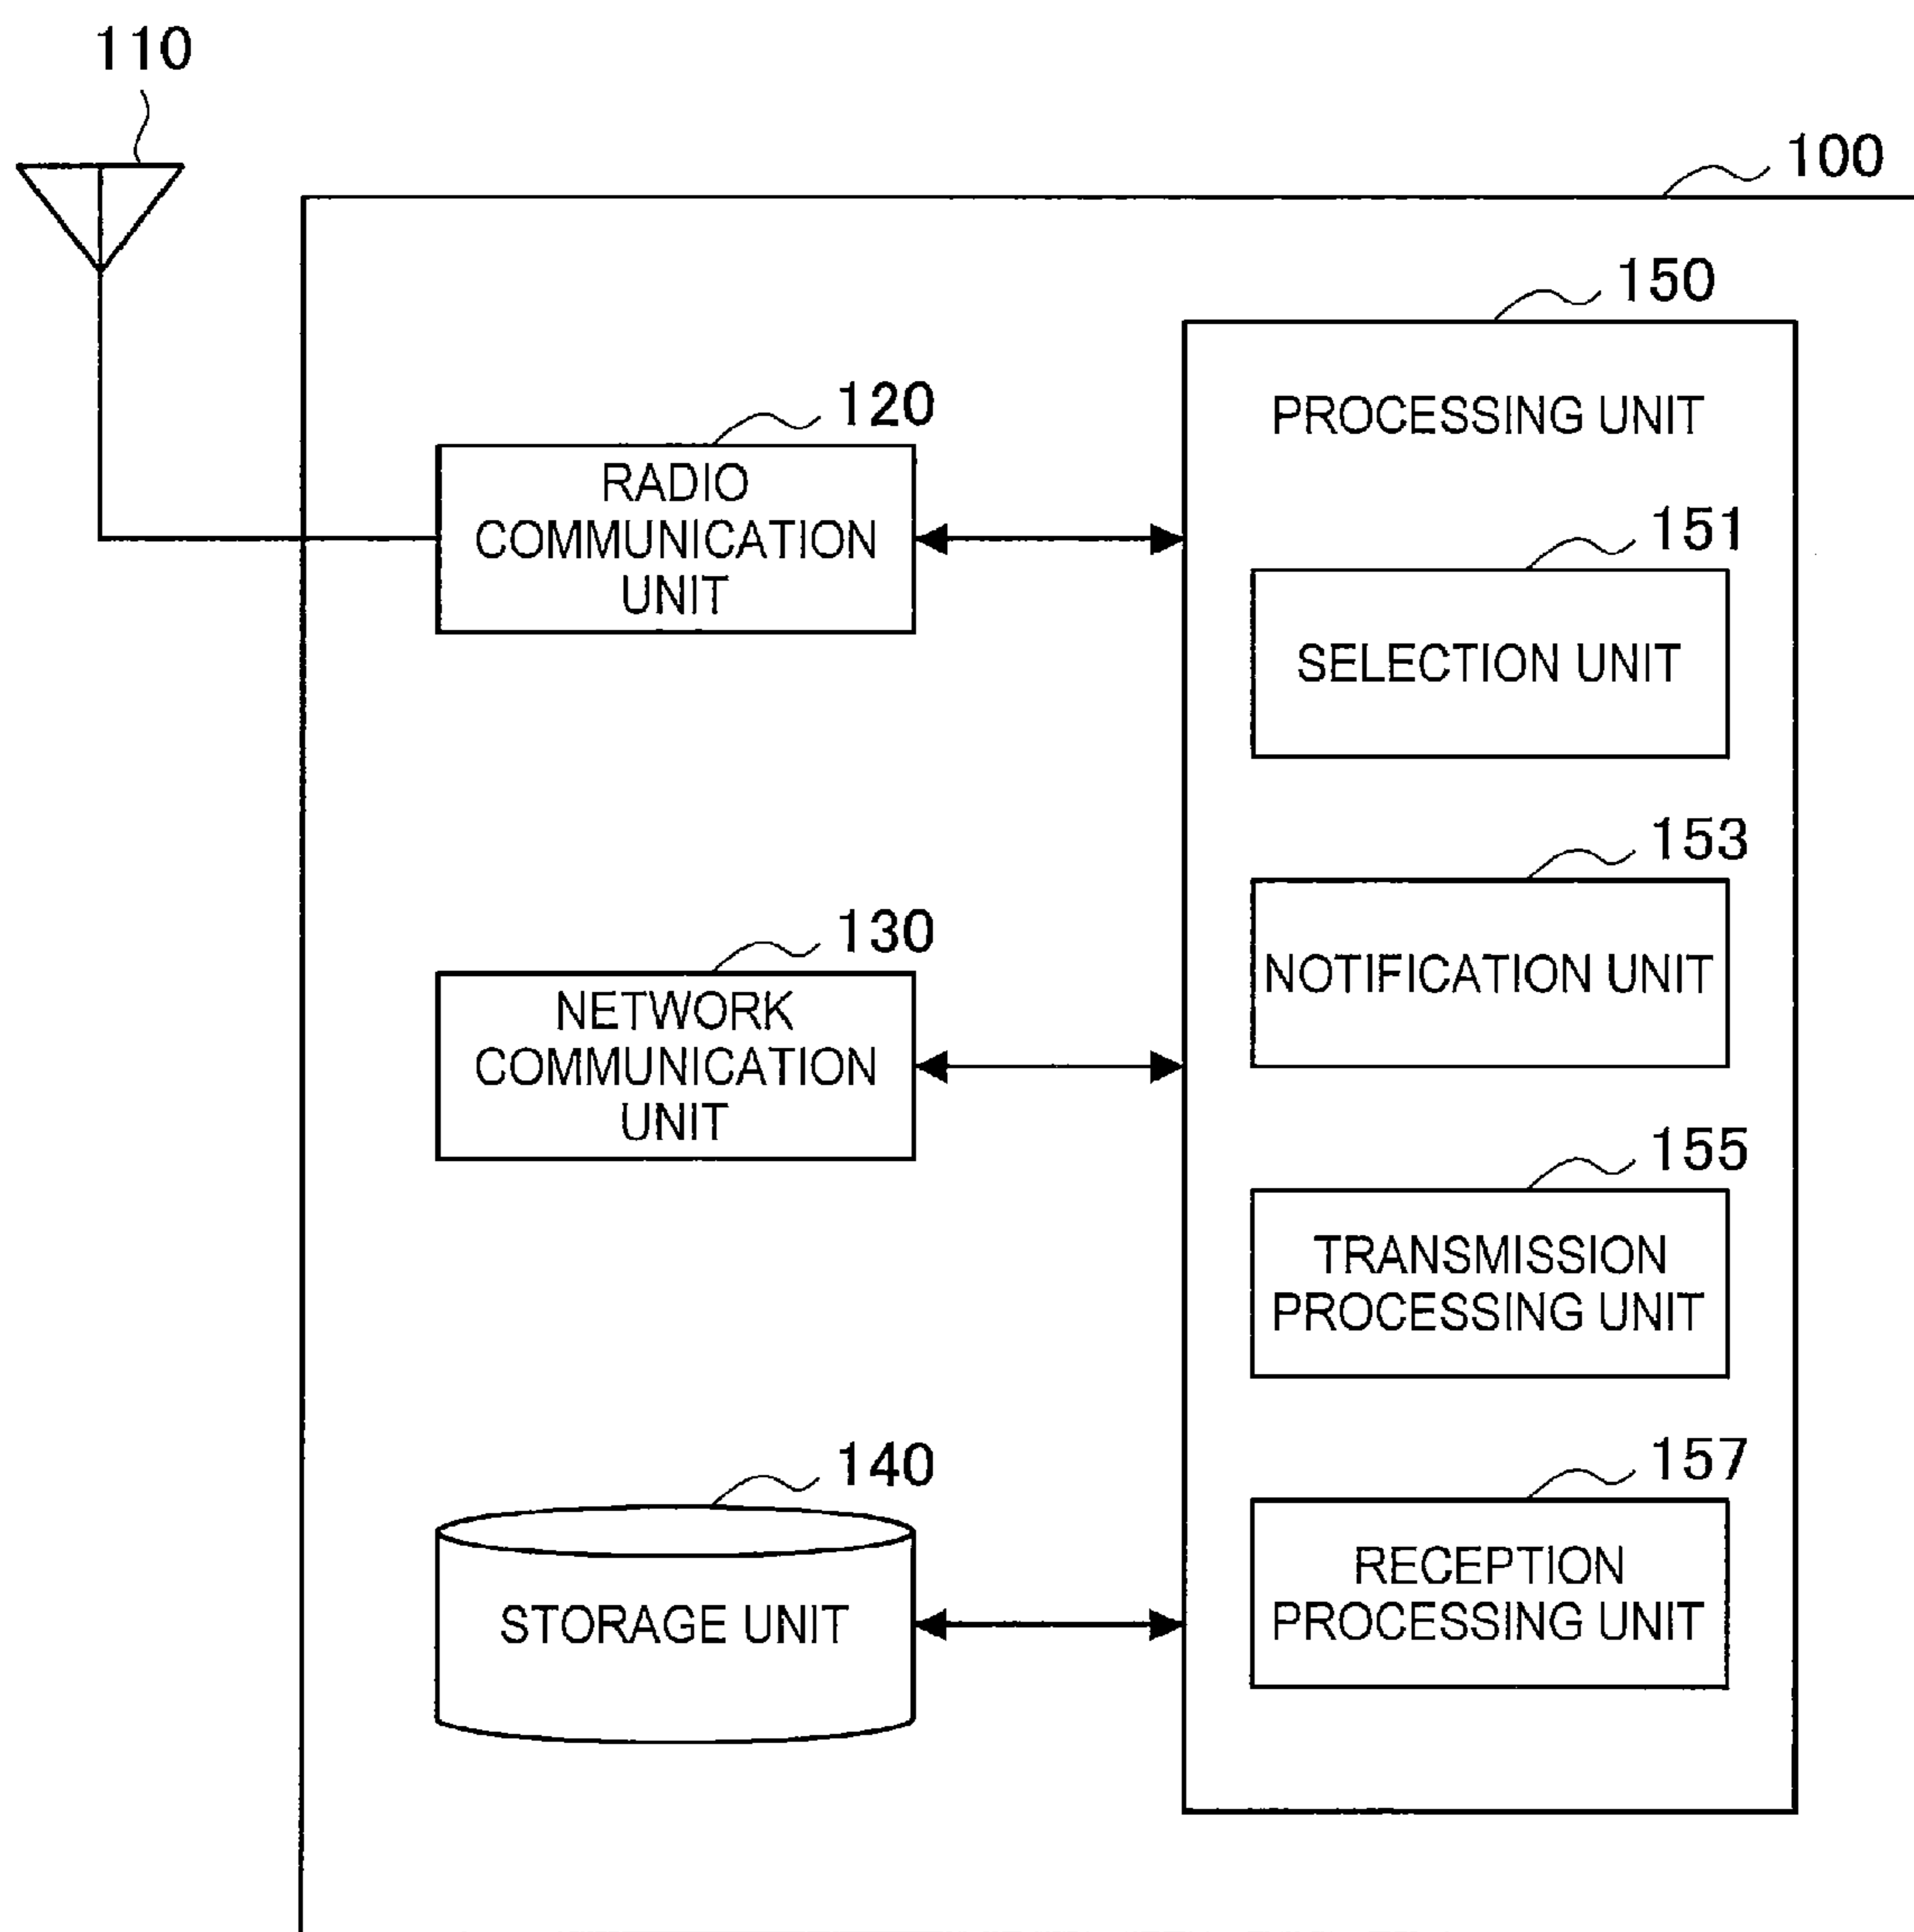 110
100
150
PROCESSING UNIT
120
RADIO
COMMUNICATION
UNIT
151
SELECTION UNIT
153
NOTIFICATION UNIT
130
NETWORK
COMMUNICATION
UNIT
155
TRANSMISSION
PROCESSING UNIT
140
STORAGE UNIT
157
RECEPTION
PROCESSING UNIT